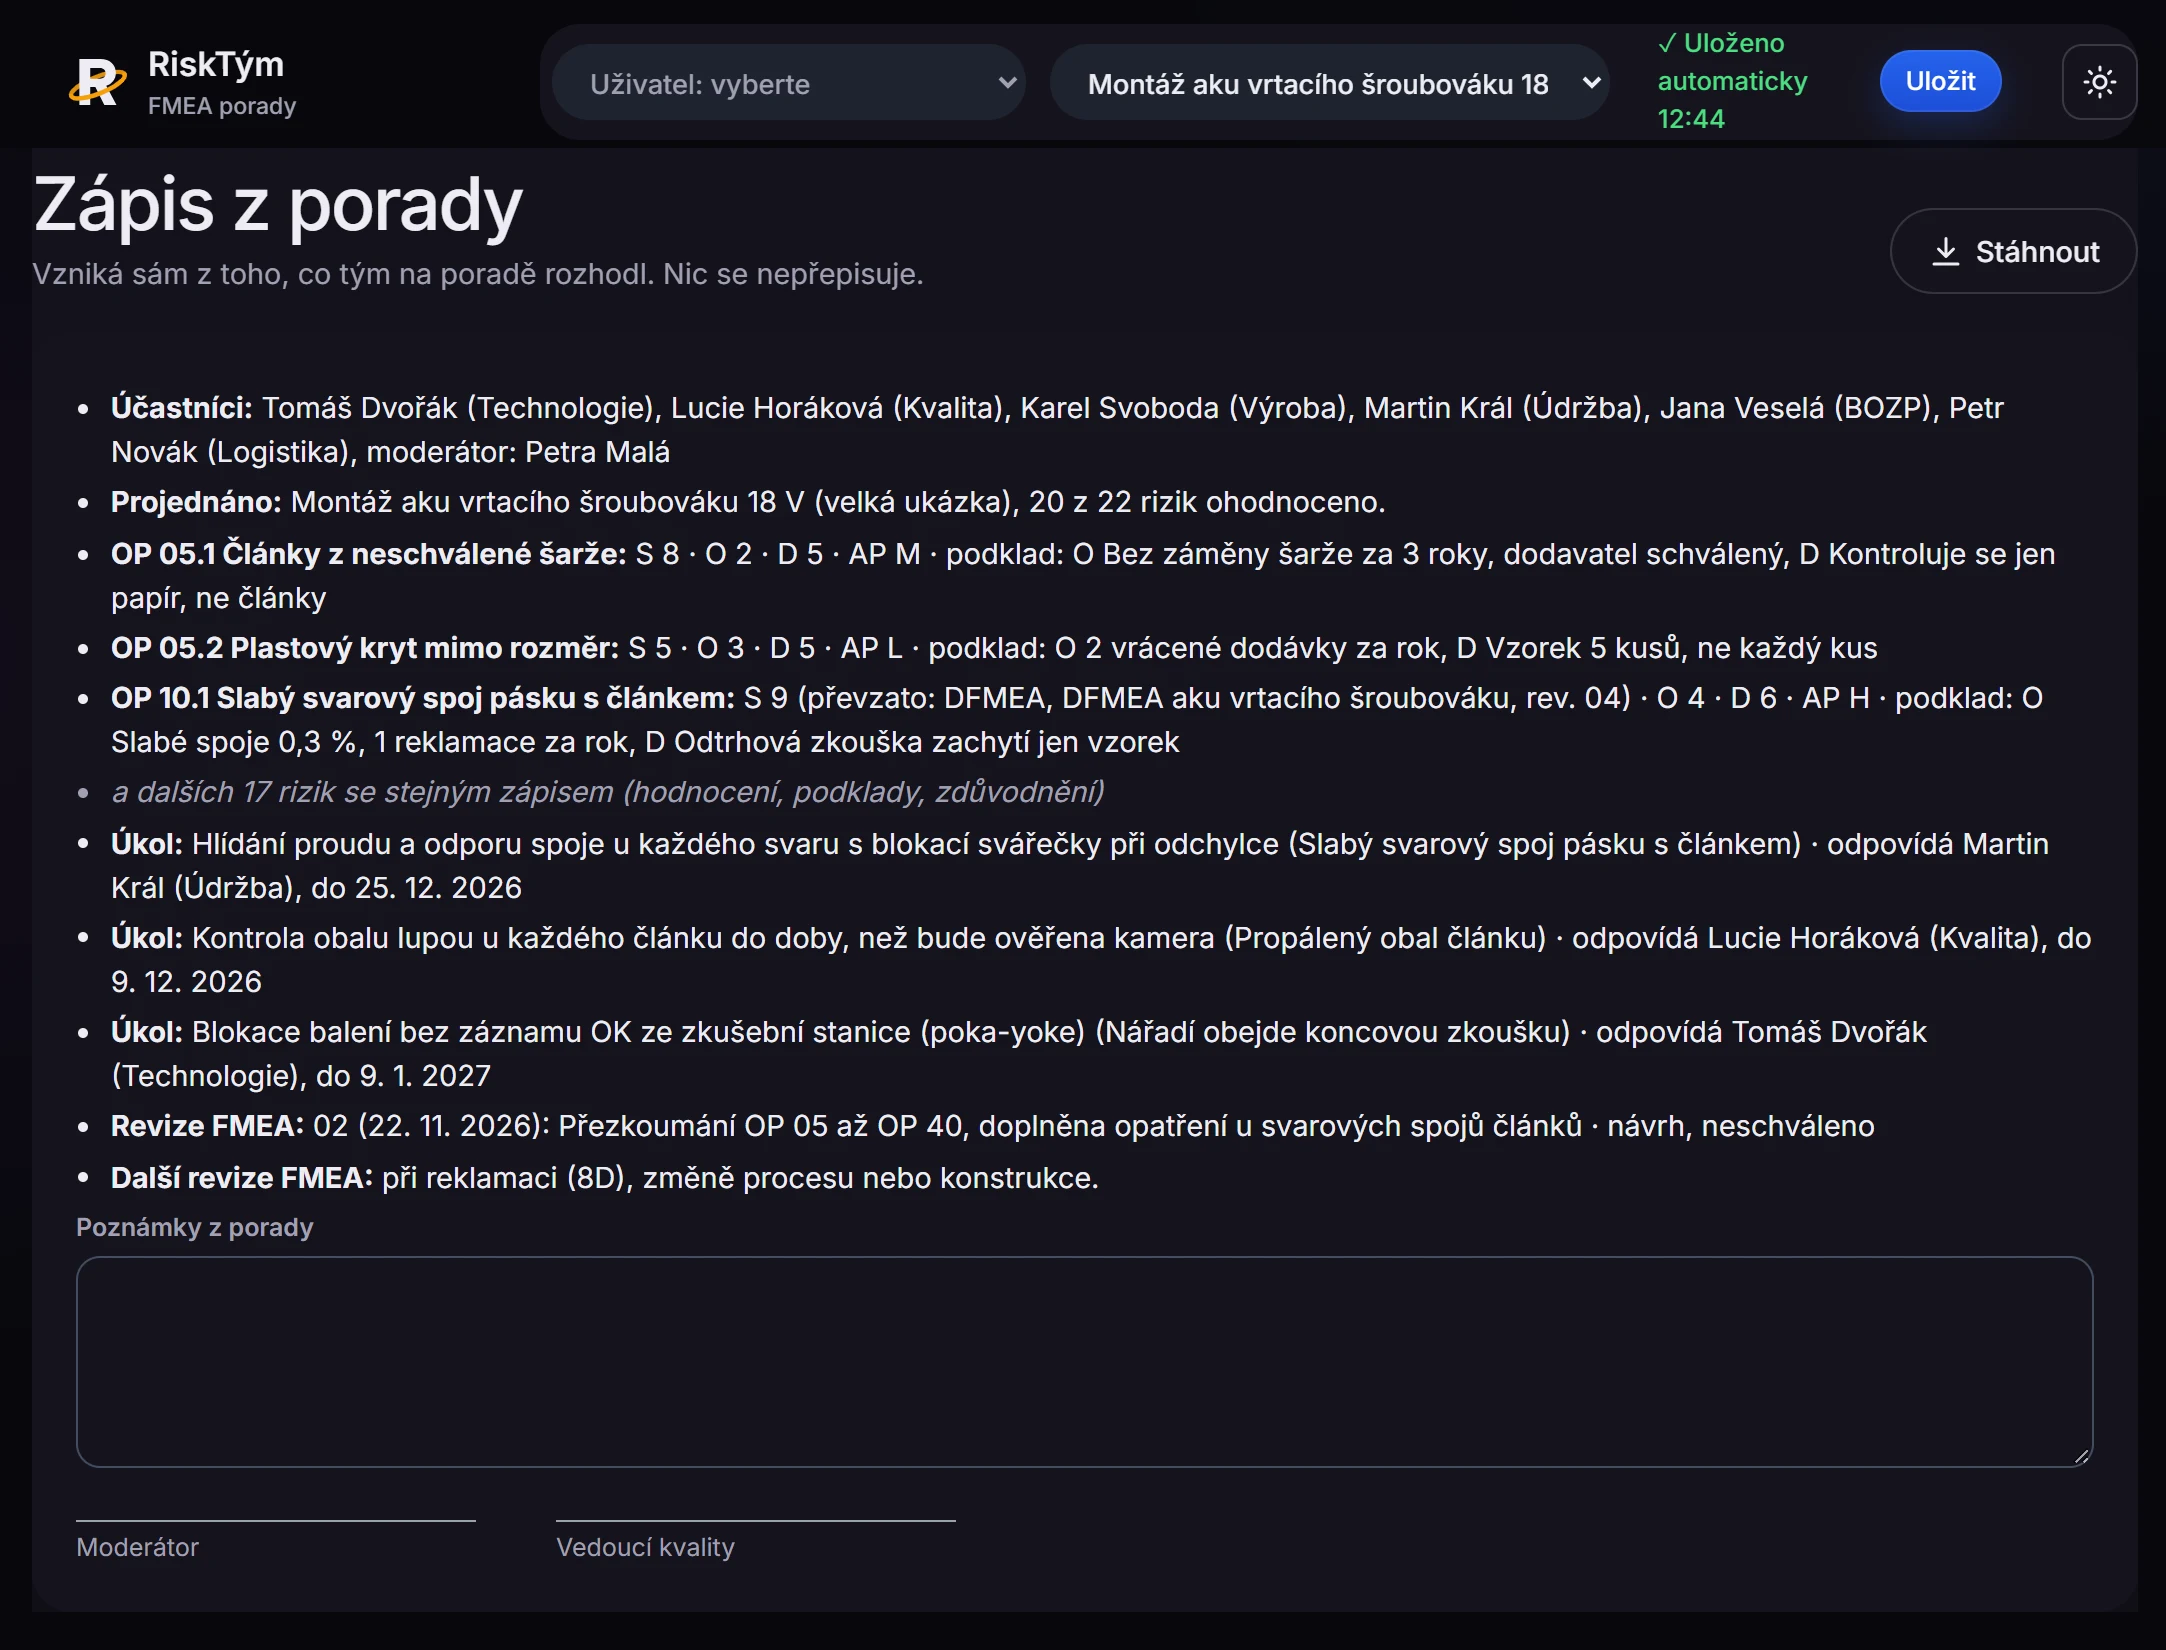 RiskTým
FMEA porady
Uživatel: vyberte
Montáž aku vrtacího šroubováku 18
✓ Uloženo
automaticky
12:44
Uložit
Zápis z porady
Vzniká sám z toho, co tým na poradě rozhodl. Nic se nepřepisuje.
Stáhnout
• Účastníci: Tomáš Dvořák (Technologie), Lucie Horáková (Kvalita), Karel Svoboda (Výroba), Martin Král (Údržba), Jana Veselá (BOZP), Petr
Novák (Logistika), moderátor: Petra Malá
• Projednáno: Montáž aku vrtacího šroubováku 18 V (velká ukázka), 20 z 22 rizik ohodnoceno.
• OP 05.1 Články z neschválené šarže: S 8 · O 2 · D 5 · AP M · podklad: O Bez záměny šarže za 3 roky, dodavatel schválený, D Kontroluje se jen
papír, ne články
• OP 05.2 Plastový kryt mimo rozměr: S 5 · O 3 · D 5 · AP L · podklad: O 2 vrácené dodávky za rok, D Vzorek 5 kusů, ne každý kus
• OP 10.1 Slabý svarový spoj pásku s článkem: S 9 (převzato: DFMEA, DFMEA aku vrtacího šroubováku, rev. 04) · O 4 · D 6 · AP H · podklad: O
Slabé spoje 0,3 %, 1 reklamace za rok, D Odtrhová zkouška zachytí jen vzorek
• a dalších 17 rizik se stejným zápisem (hodnocení, podklady, zdůvodnění)
• Úkol: Hlídání proudu a odporu spoje u každého svaru s blokací svářečky při odchylce (Slabý svarový spoj pásku s článkem) · odpovídá Martin
Král (Údržba), do 25. 12. 2026
• Úkol: Kontrola obalu lupou u každého článku do doby, než bude ověřena kamera (Propálený obal článku) · odpovídá Lucie Horáková (Kvalita), do
9. 12. 2026
• Úkol: Blokace balení bez záznamu OK ze zkušební stanice (poka-yoke) (Nářadí obejde koncovou zkoušku) · odpovídá Tomáš Dvořák
(Technologie), do 9. 1. 2027
• Revize FMEA: 02 (22. 11. 2026): Přezkoumání OP 05 až OP 40, doplněna opatření u svarových spojů článků · návrh, neschváleno
• Další revize FMEA: při reklamaci (8D), změně procesu nebo konstrukce.
Poznámky z porady
Moderátor
Vedoucí kvality